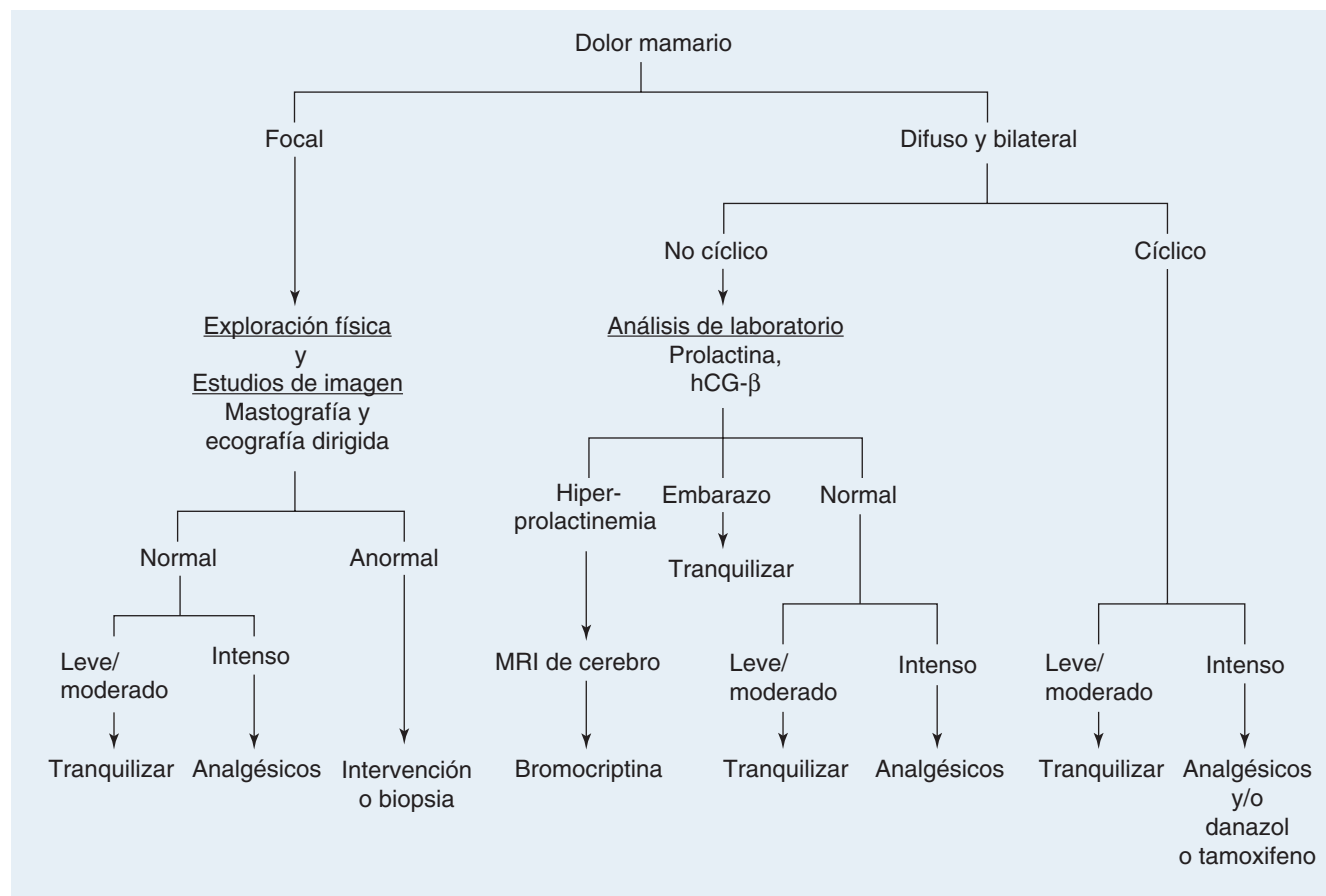 Dolor mamario
Focal
Difuso y bilateral
No cíclico
Cíclico
Exploración física
y
Estudios de imagen
Mastografía y
ecografía dirigida
Análisis de laboratorio
Prolactina,
hCG-β
Hiper-
prolactinemia
Embarazo
Normal
Tranquilizar
Normal
Anormal
Leve/
moderado
Intenso
MRI de cerebro
Leve/
moderado
Intenso
Leve/
moderado
Intenso
Tranquilizar
Analgésicos
Intervención
o biopsia
Bromocriptina
Tranquilizar
Analgésicos
Tranquilizar
Analgésicos
y/o
danazol
o tamoxifeno